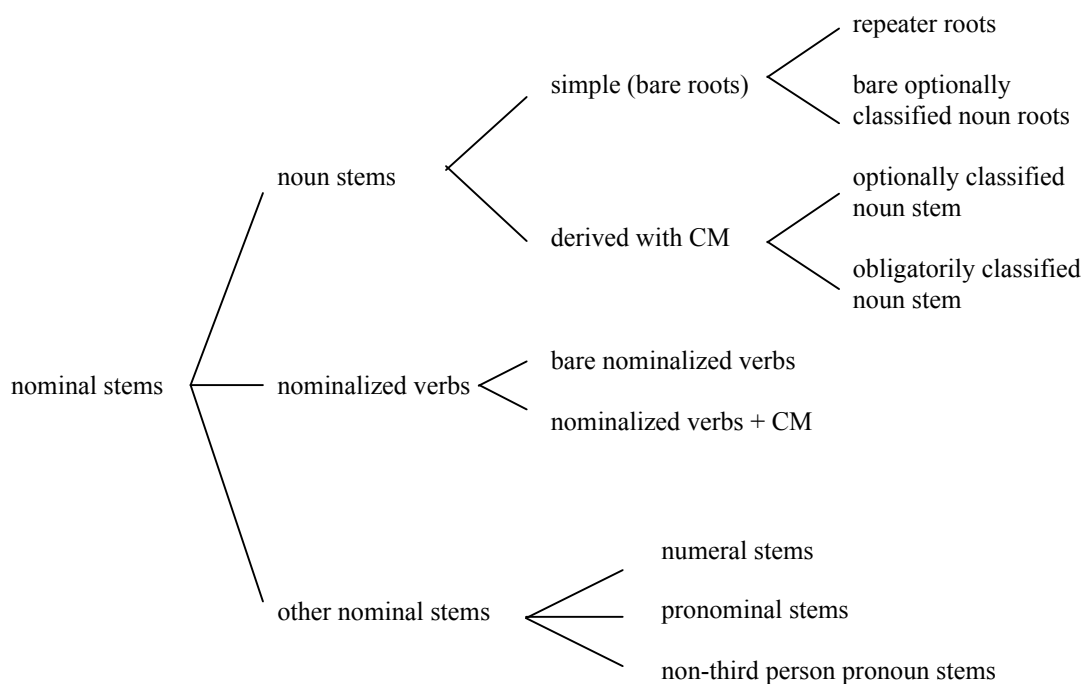 repeater roots
simple (bare roots)
bare optionally
classified noun roots
noun stems
optionally classified
noun stem
derived with CM
obligatorily classified
noun stem
bare nominalized verbs
nominal stems
nominalized verbs
nominalized verbs + CM
numeral stems
other nominal stems
pronominal stems
non-third person pronoun stems